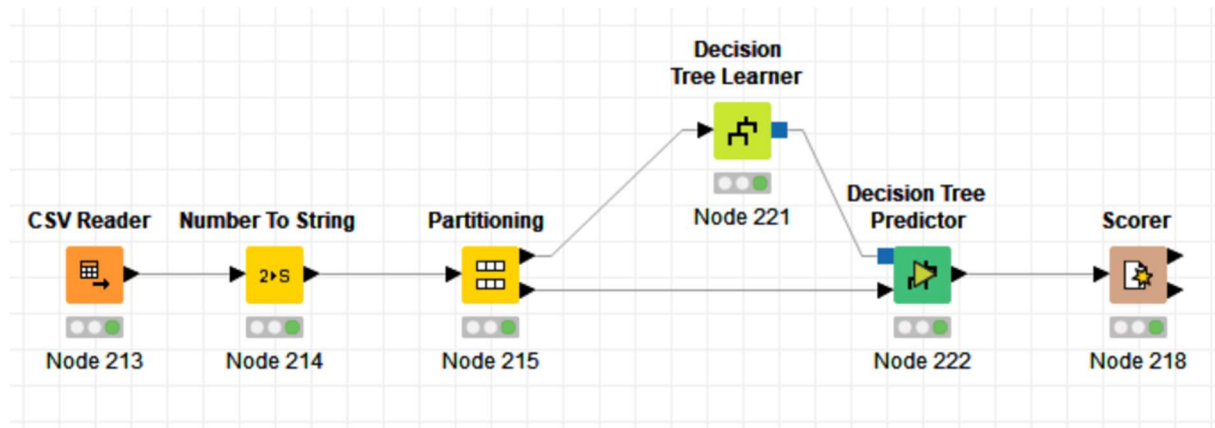 Decision
Tree Learner
Node 221
CSV Reader
Node 213
Number To String
2▸S
Node 214
Partitioning
Node 215
Decision Tree
Predictor
Node 222
Scorer
Node 218